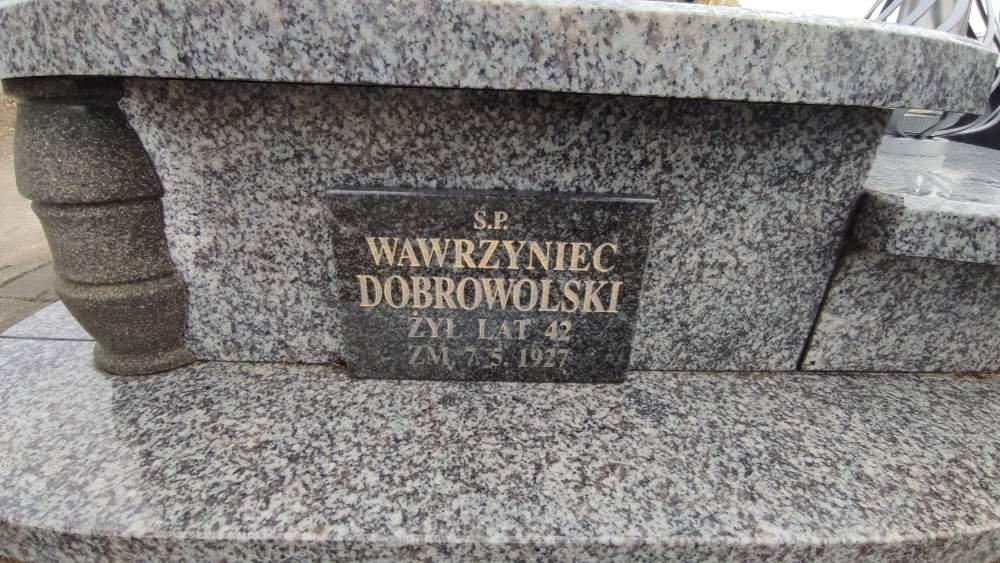 Ś.P.
WAWRZYNIEC
DOBROWOLSKI
ŻYŁ LAT 42
ZM. 7.5.1927